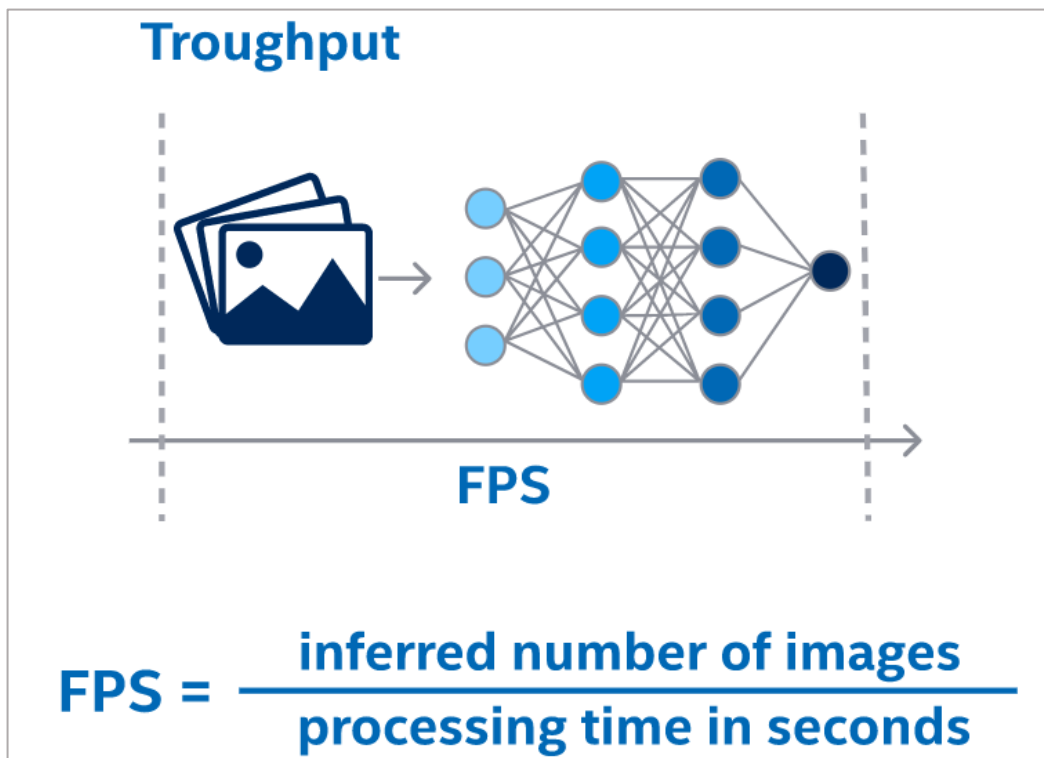 Troughput
FPS
FPS =
inferred number of images
processing time in seconds